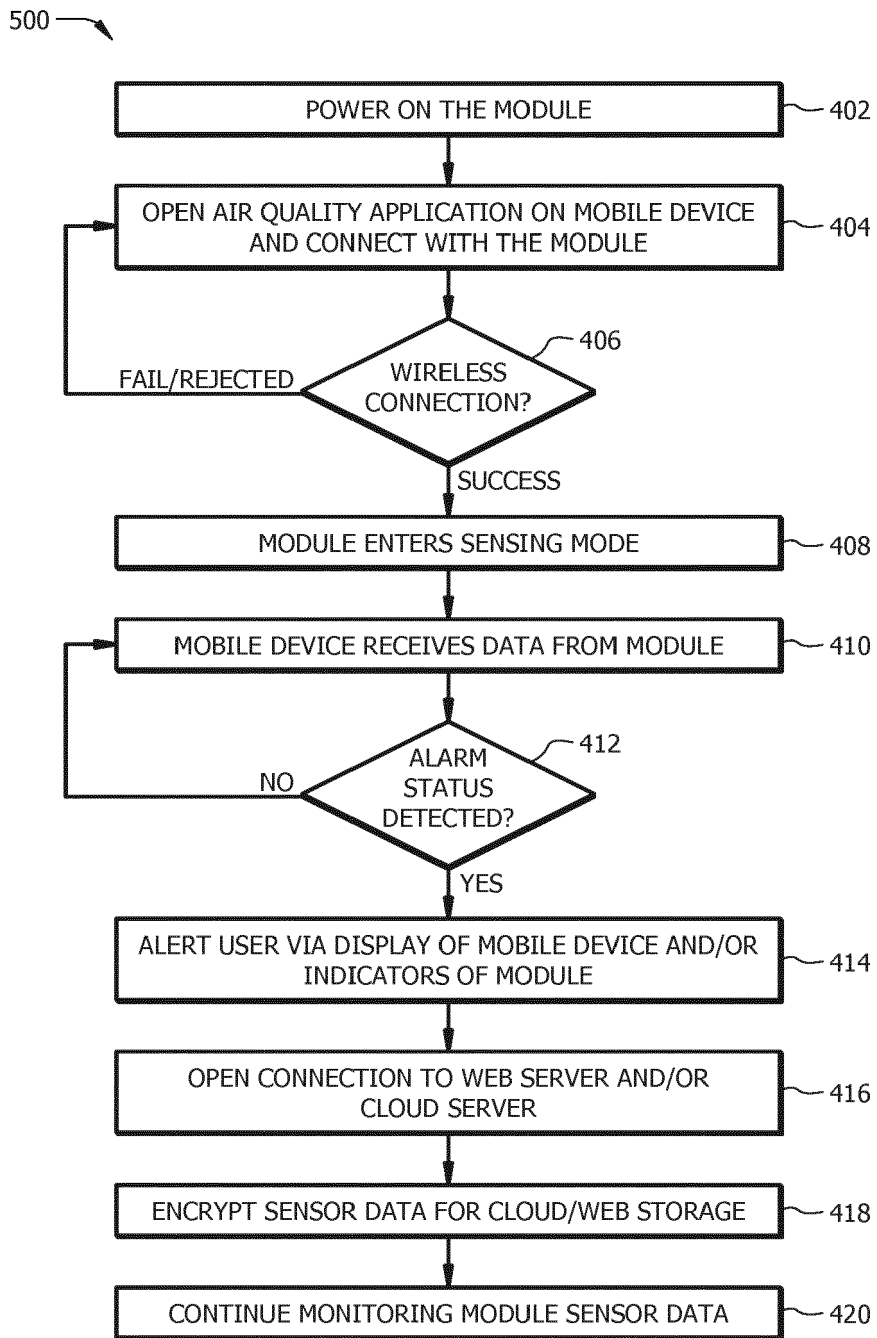 500
POWER ON THE MODULE
402
OPEN AIR QUALITY APPLICATION ON MOBILE DEVICE
AND CONNECT WITH THE MODULE
404
406
WIRELESS
CONNECTION?
FAIL/REJECTED
SUCCESS
MODULE ENTERS SENSING MODE
408
MOBILE DEVICE RECEIVES DATA FROM MODULE
410
412
ALARM
STATUS
DETECTED?
NO
YES
ALERT USER VIA DISPLAY OF MOBILE DEVICE AND/OR
INDICATORS OF MODULE
414
OPEN CONNECTION TO WEB SERVER AND/OR
CLOUD SERVER
416
ENCRYPT SENSOR DATA FOR CLOUD/WEB STORAGE
418
CONTINUE MONITORING MODULE SENSOR DATA
420